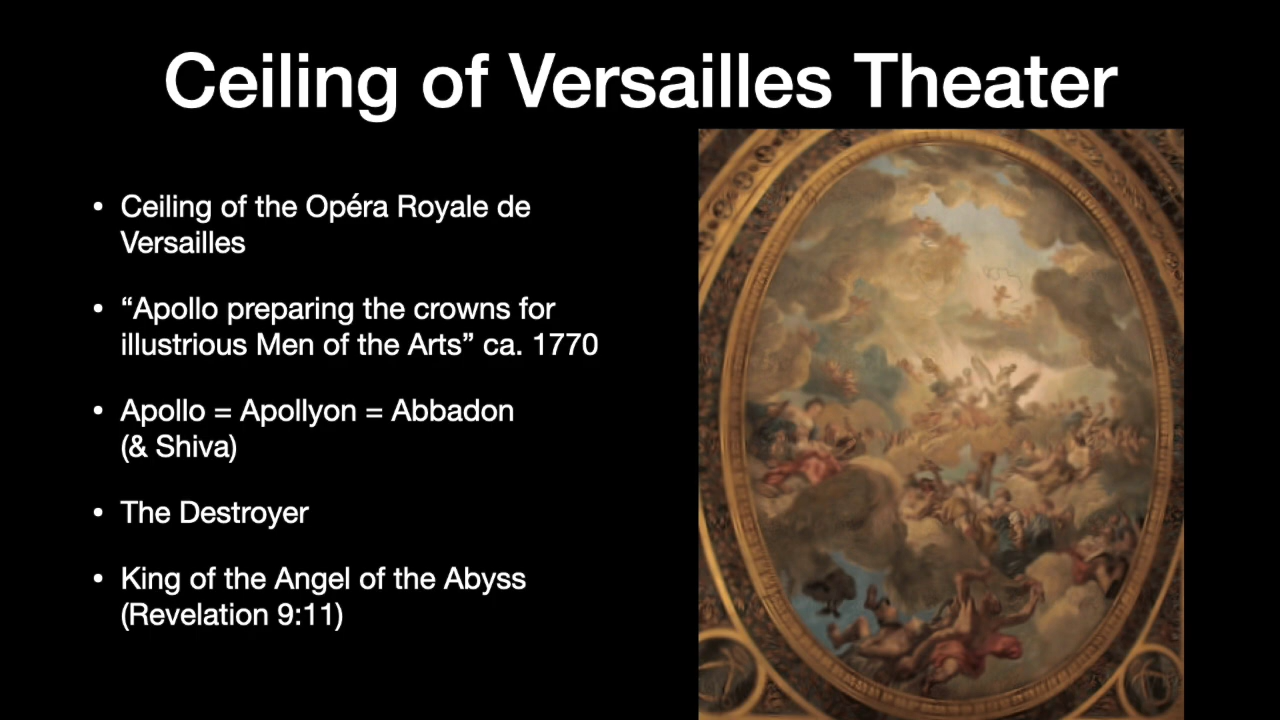 Ceiling of Versailles Theater
• Ceiling of the Opéra Royale de
Versailles
• “Apollo preparing the crowns for
illustrious Men of the Arts” ca. 1770
• Apollo = Apollyon = Abbadon
(& Shiva)
• The Destroyer
• King of the Angel of the Abyss
(Revelation 9:11)